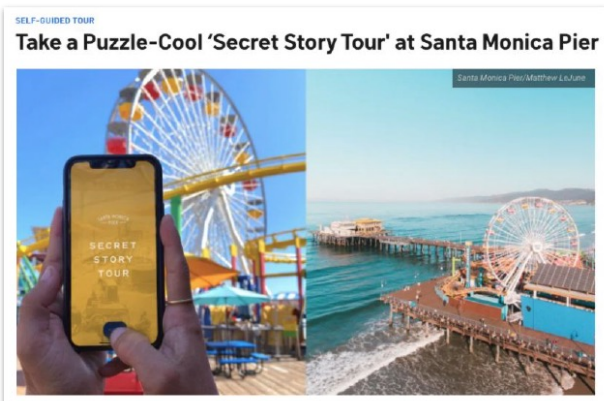 SELF-GUIDED TOUR
Take a Puzzle-Cool ‘Secret Story Tour' at Santa Monica Pier
Santa Monica Pier/Matthew LeJune
SECRET
STORY
TOUR